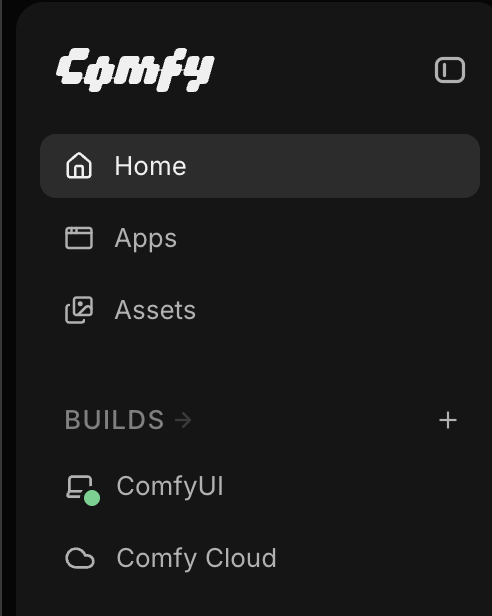 Comfy
Home
Apps
Assets
BUILDS →
ComfyUI
Comfy Cloud